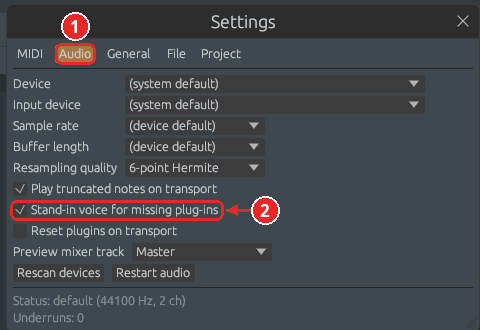 Settings
1
MIDI Audio General File Project
Device (system default)
Input device (system default)
Sample rate (device default)
Buffer length (device default)
Resampling quality 6-point Hermite
Play truncated notes on transport
Stand-in voice for missing plug-ins 2
Reset plugins on transport
Preview mixer track Master
Rescan devices Restart audio
Status: default (44100 Hz, 2 ch)
Underruns: 0